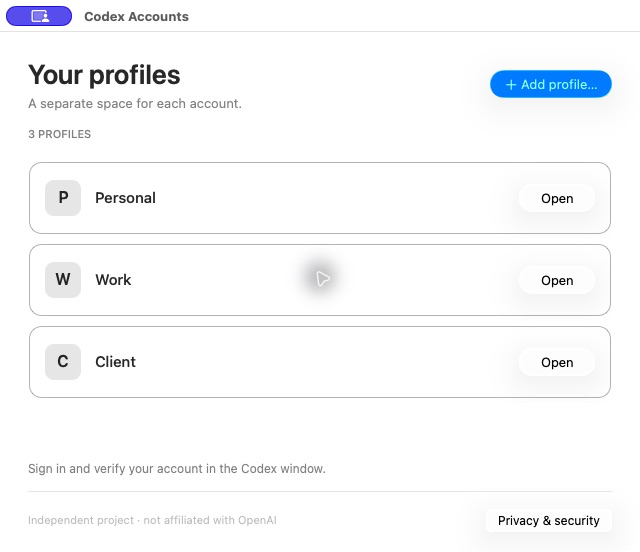 Codex Accounts
Your profiles
A separate space for each account.
+ Add profile...
3 PROFILES
P Personal Open
W Work Open
C Client Open
Sign in and verify your account in the Codex window.
Independent project · not affiliated with OpenAI
Privacy & security